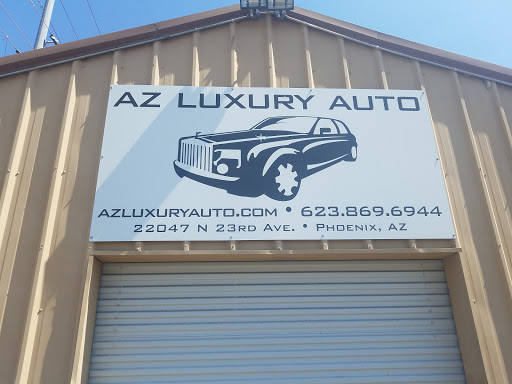 AZ LUXURY AUTO
AZLUXURYAUTO.COM • 623.869.6944
22047 N 23RD AVE. • PHOENIX, AZ